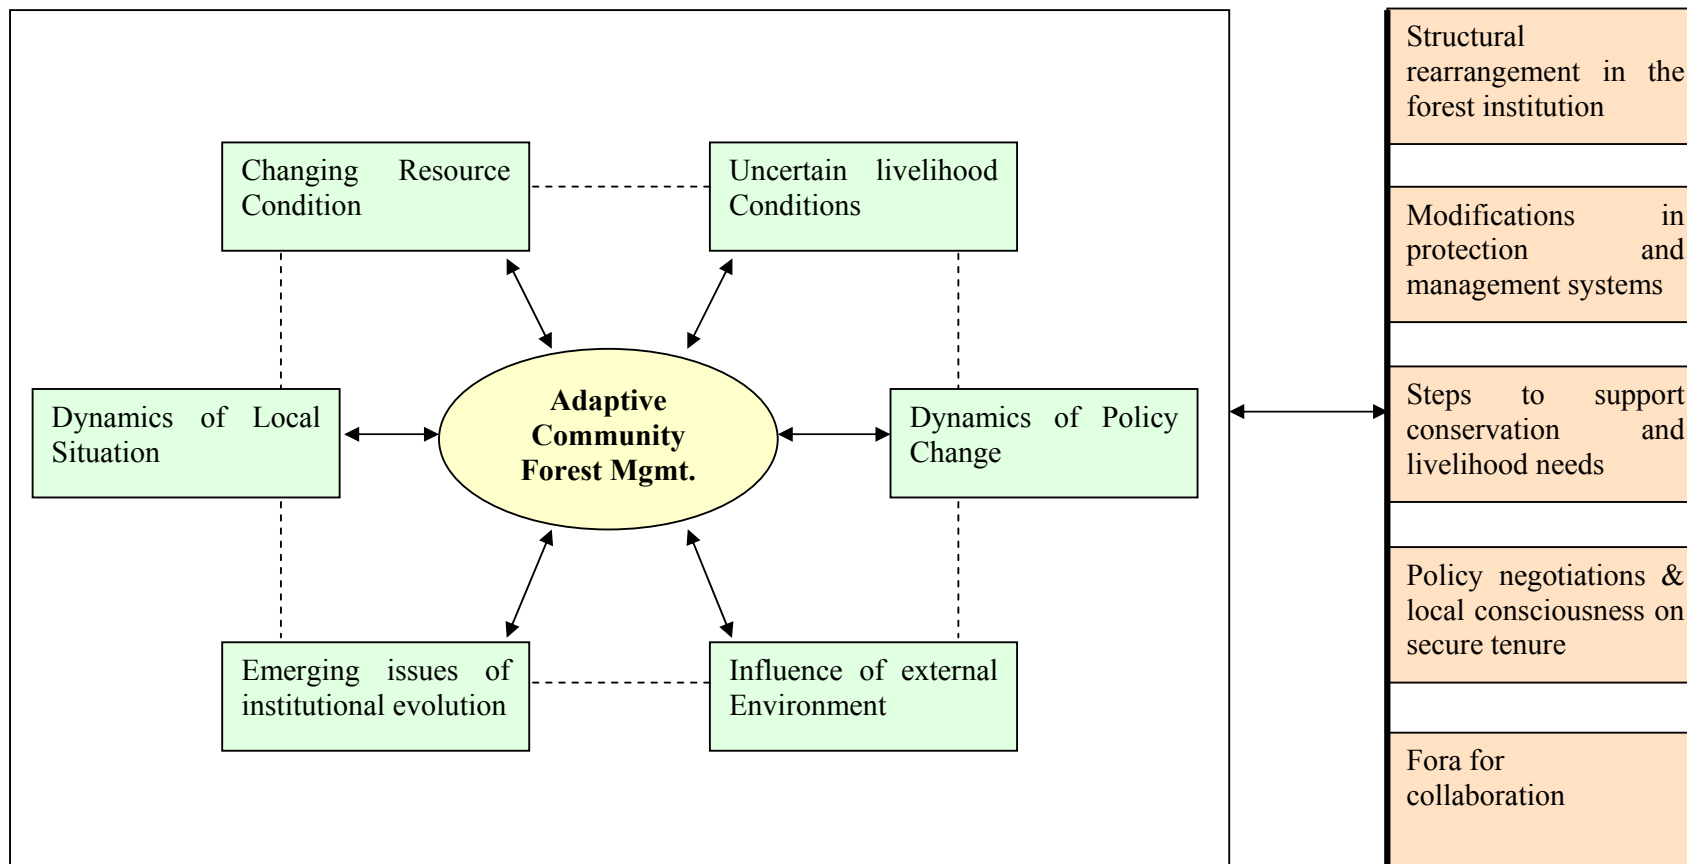 Changing Resource
Condition
Uncertain livelihood
Conditions
Dynamics of Local
Situation
Adaptive
Community
Forest Mgmt.
Dynamics of Policy
Change
Emerging issues of
institutional evolution
Influence of external
Environment
Structural
rearrangement in the
forest institution
Modifications in
protection and
management systems
Steps to support
conservation and
livelihood needs
Policy negotiations &
local consciousness on
secure tenure
Fora for
collaboration